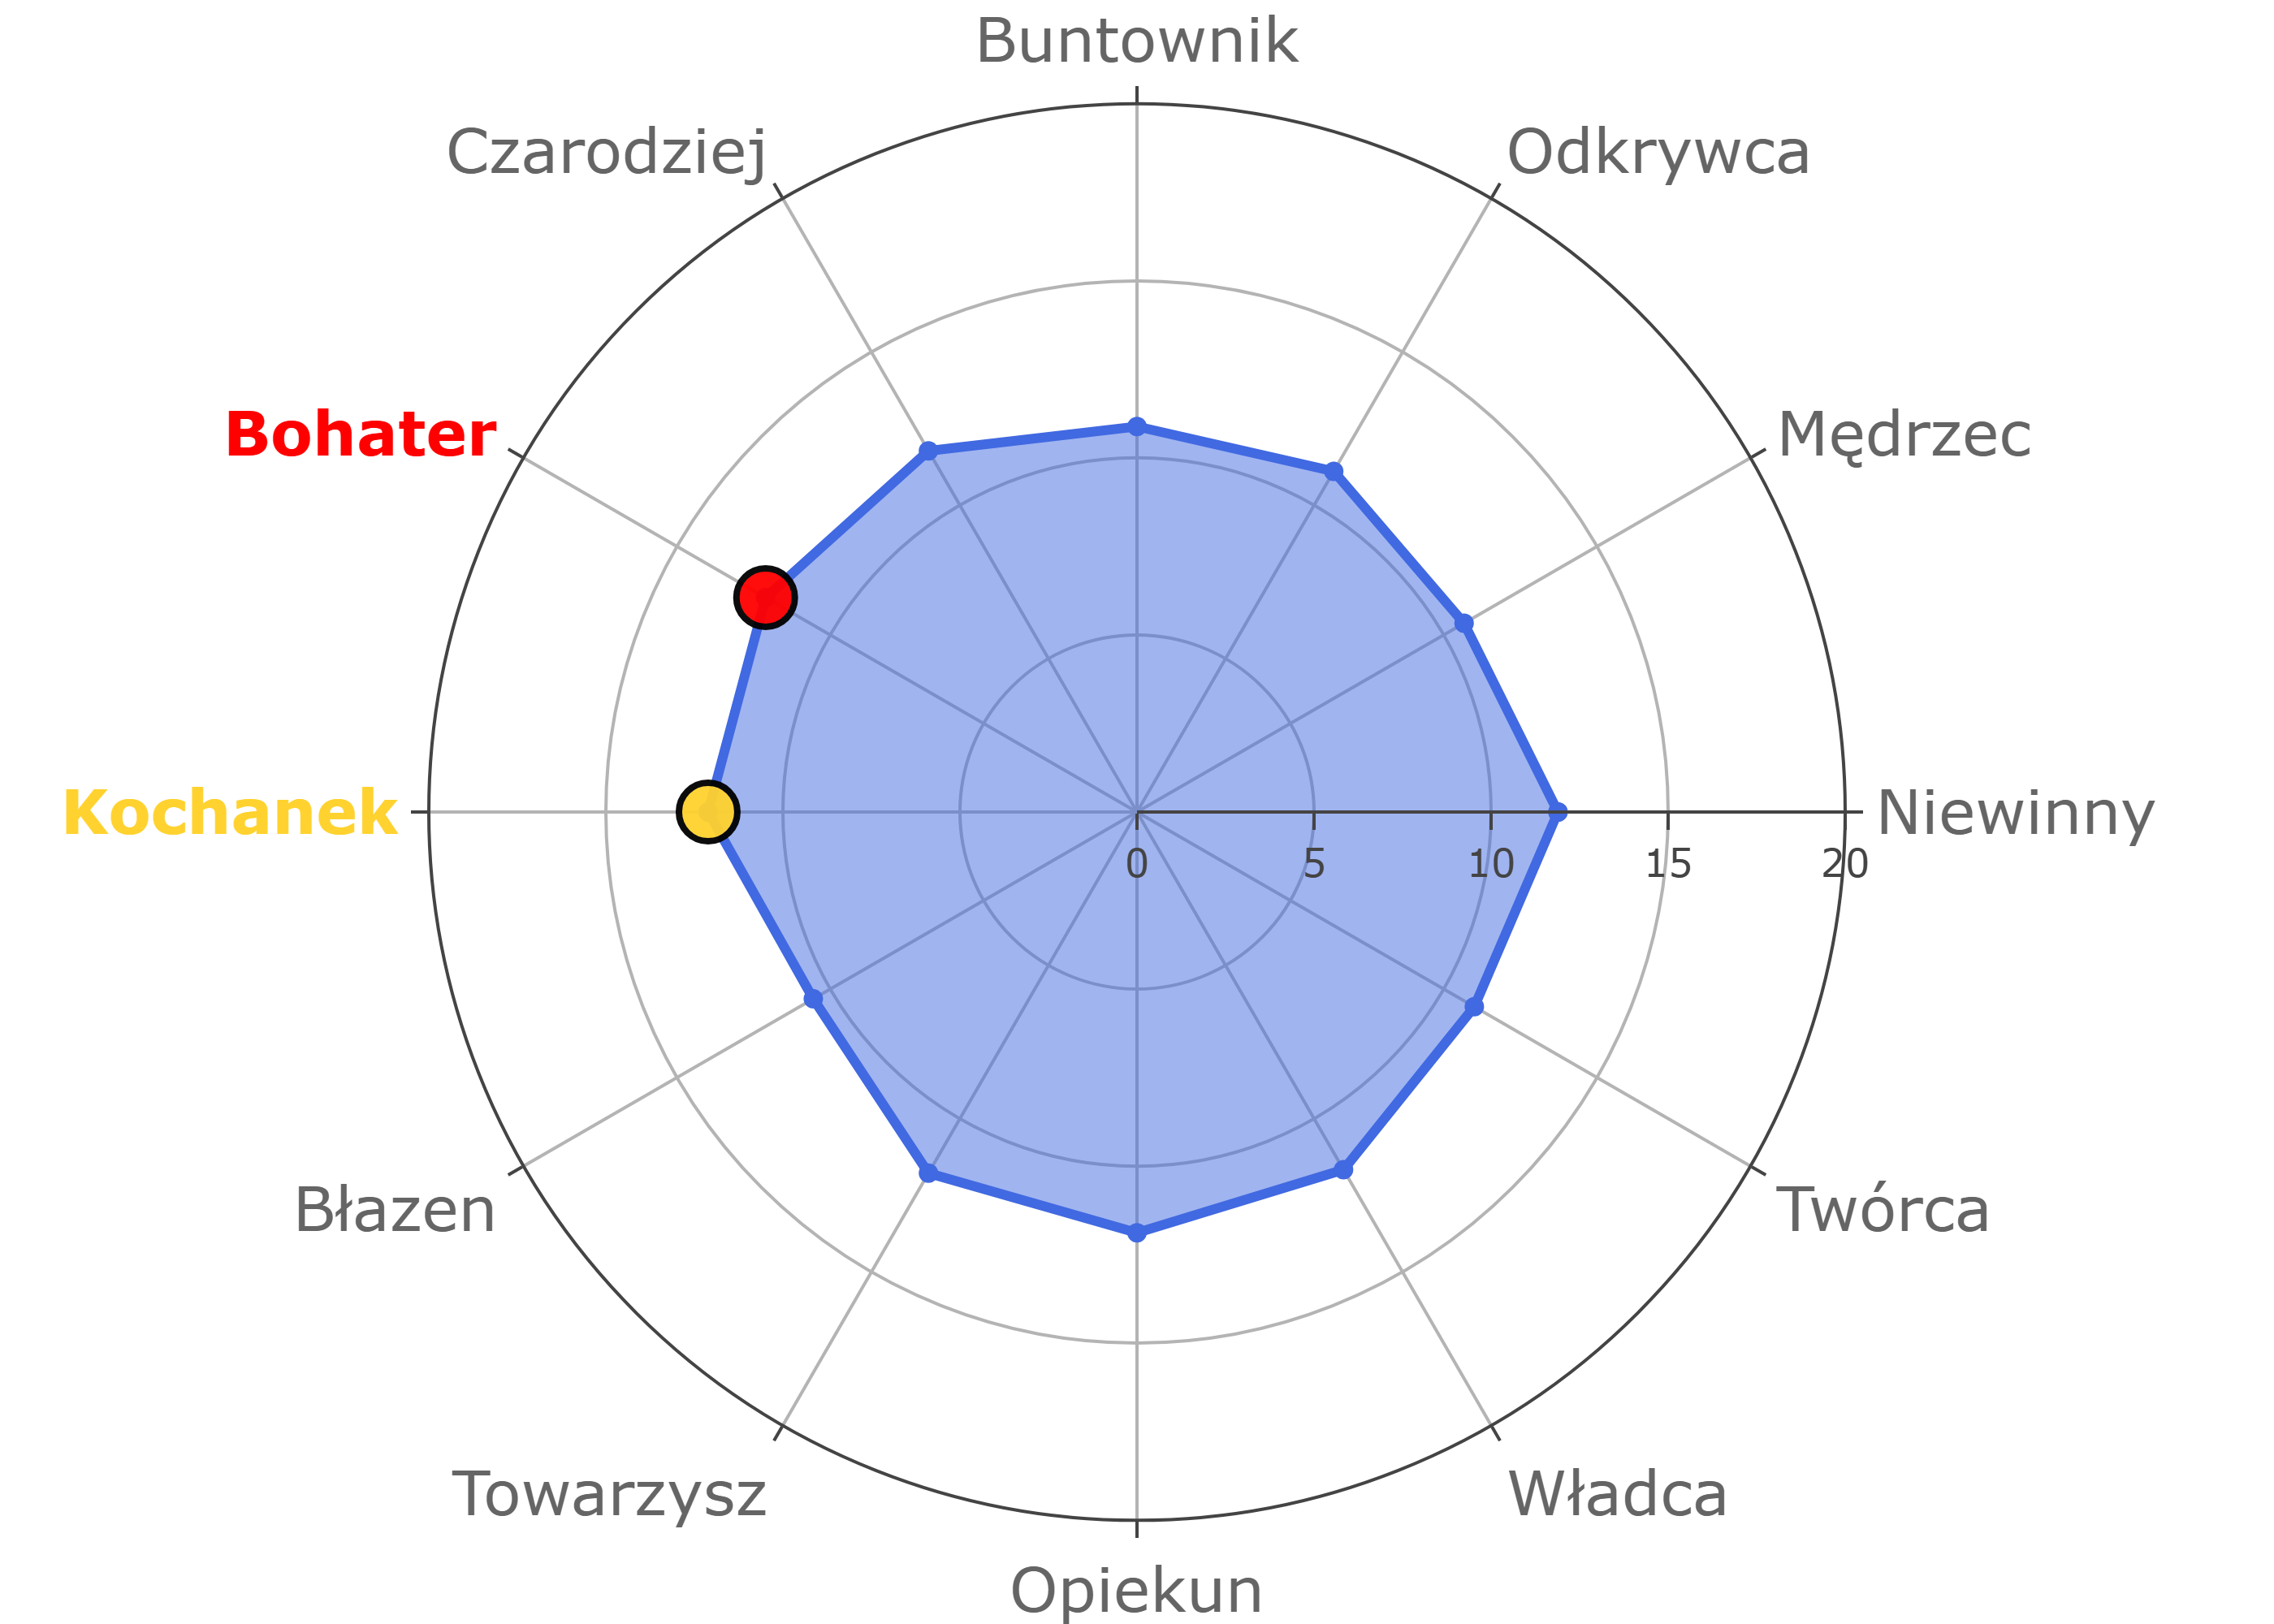 Buntownik
Czarodziej
Odkrywca
Bohater
Mędrzec
Kochanek
Niewinny
0 5 10 15 20
Błazen
Twórca
Towarzysz
Władca
Opiekun